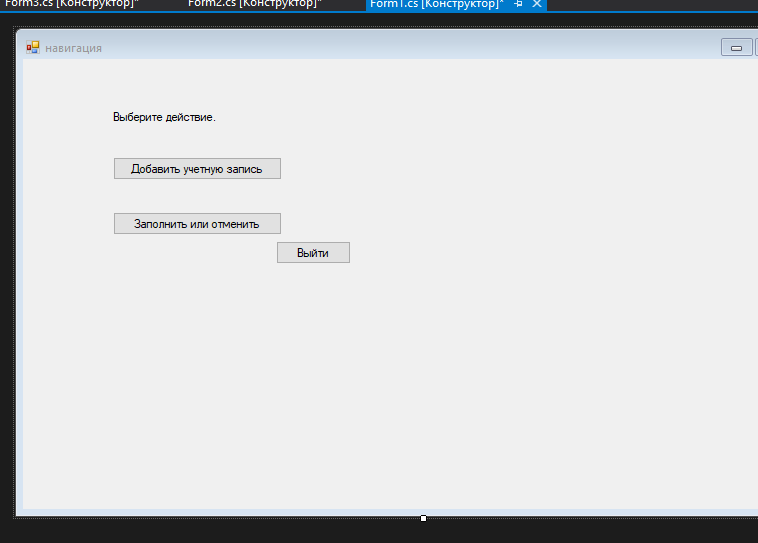 Form3.cs [Конструктор]* Form2.cs [Конструктор]* Form1.cs [Конструктор]*
навигация
Выберите действие.
Добавить учетную запись
Заполнить или отменить
Выйти